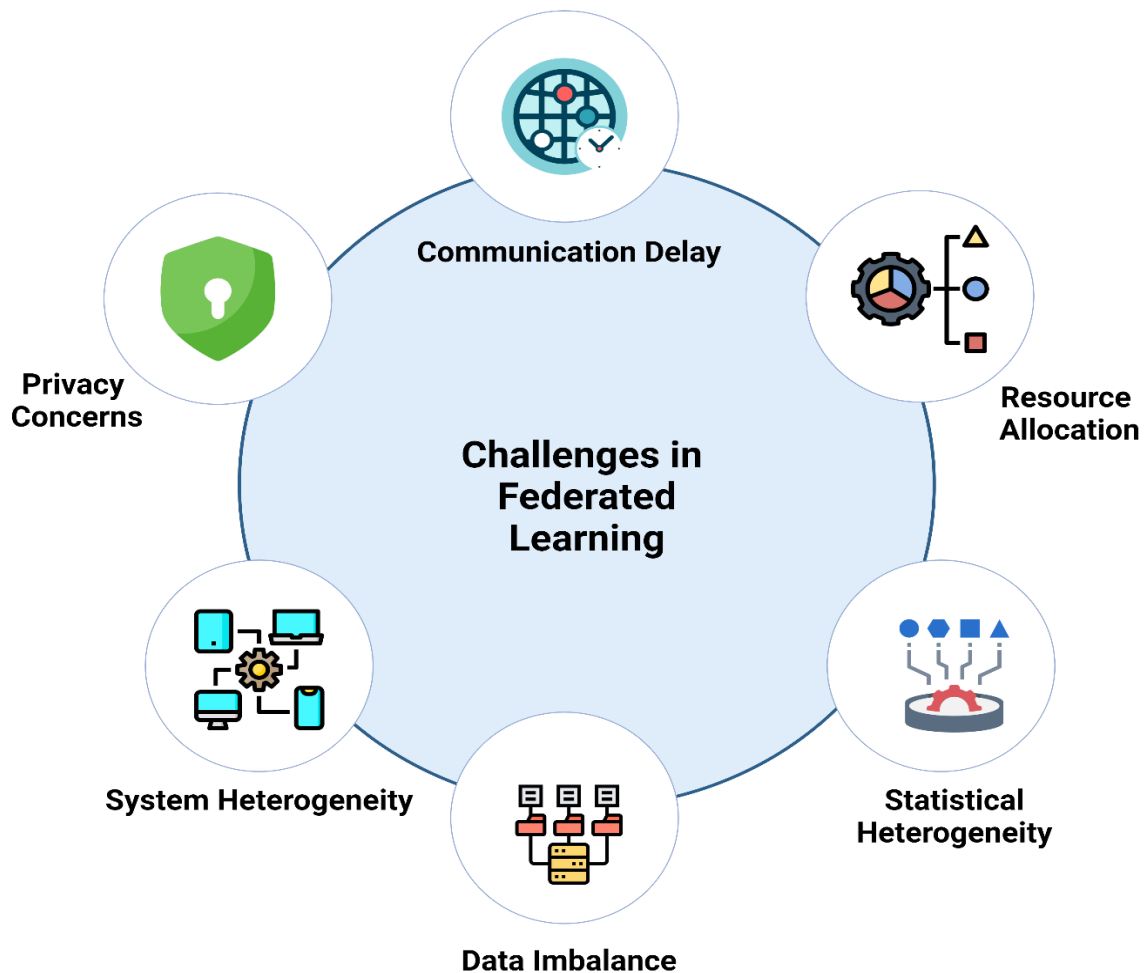 Communication Delay
Privacy
Concerns
Resource
Allocation
Challenges in
Federated
Learning
System Heterogeneity
Statistical
Heterogeneity
Data Imbalance